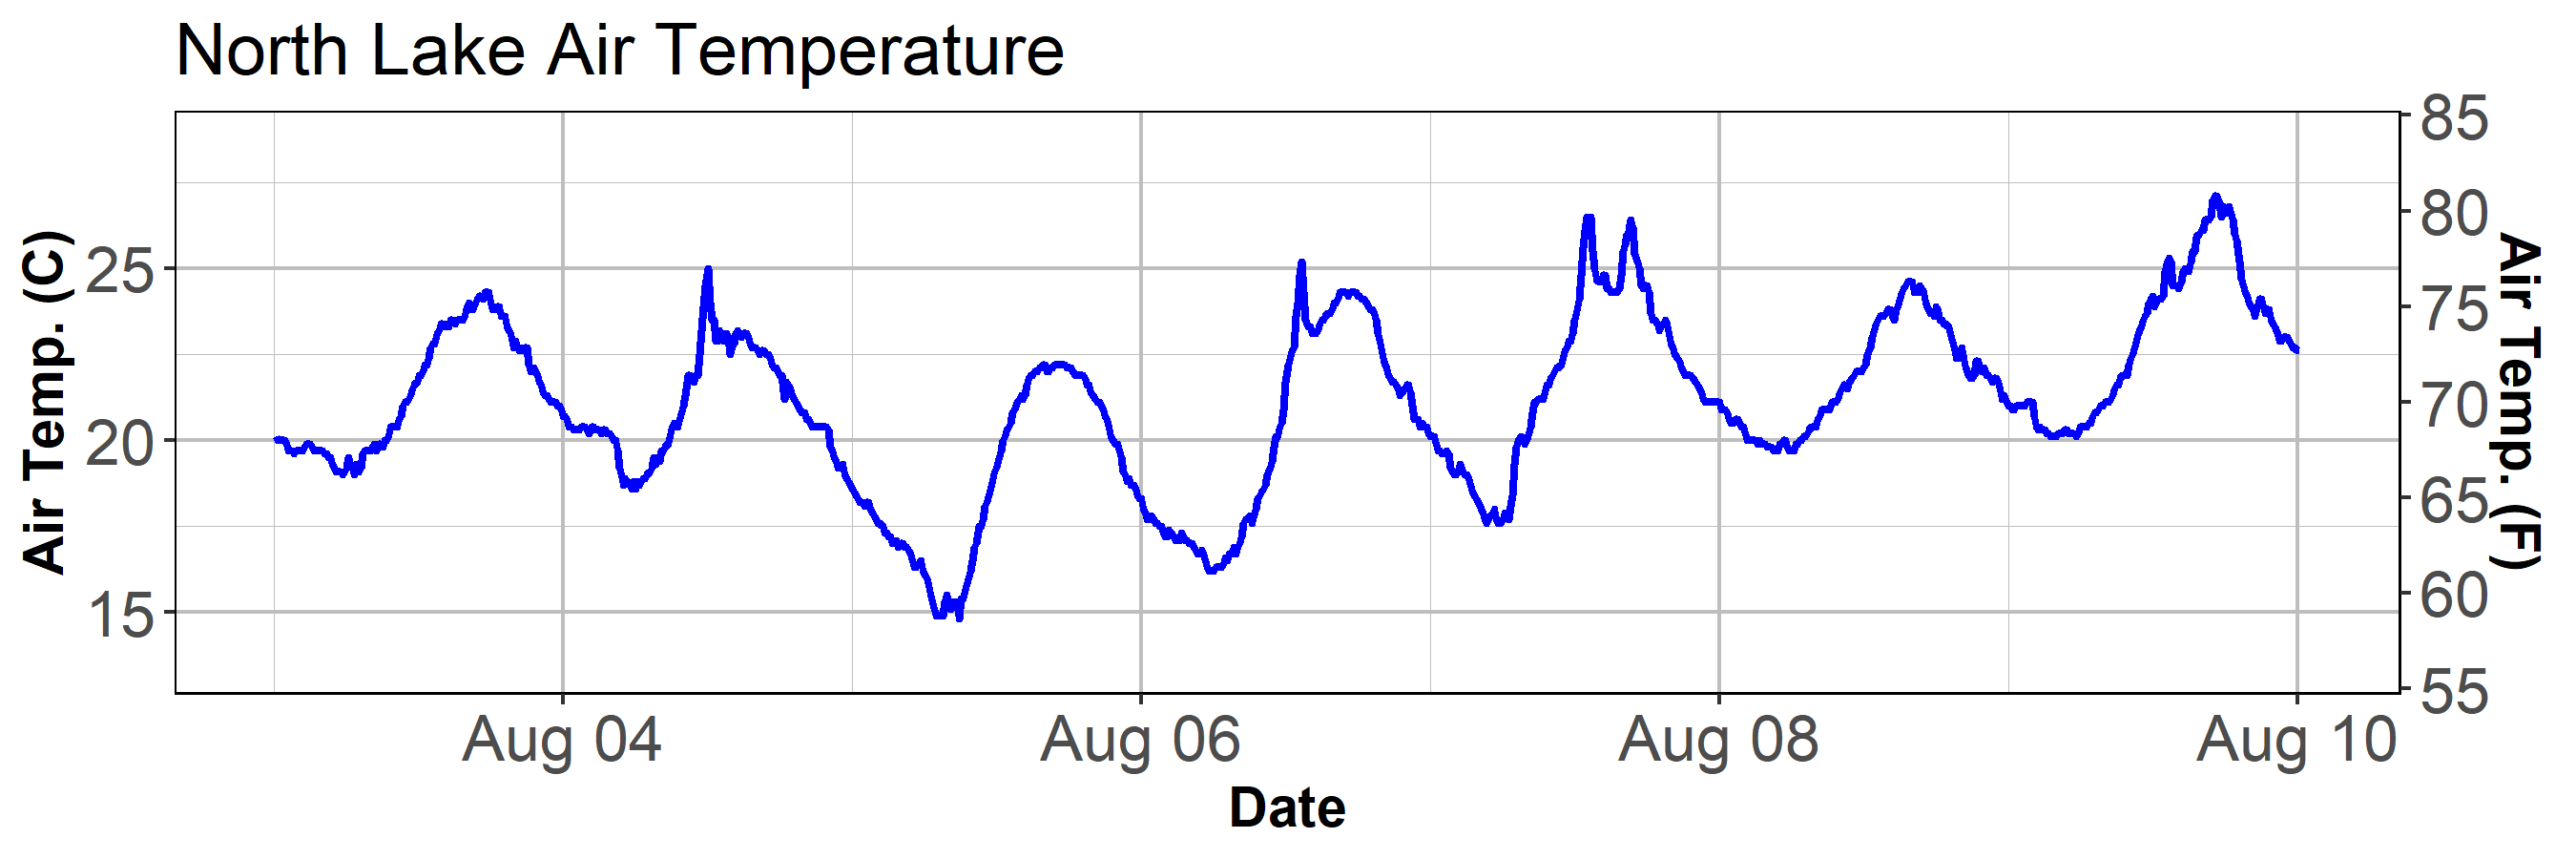 North Lake Air Temperature
Air Temp. (C)
25
20
15
85
80
75
70
65
60
55
Air Temp. (F)
Aug 04 Aug 06 Aug 08 Aug 10
Date